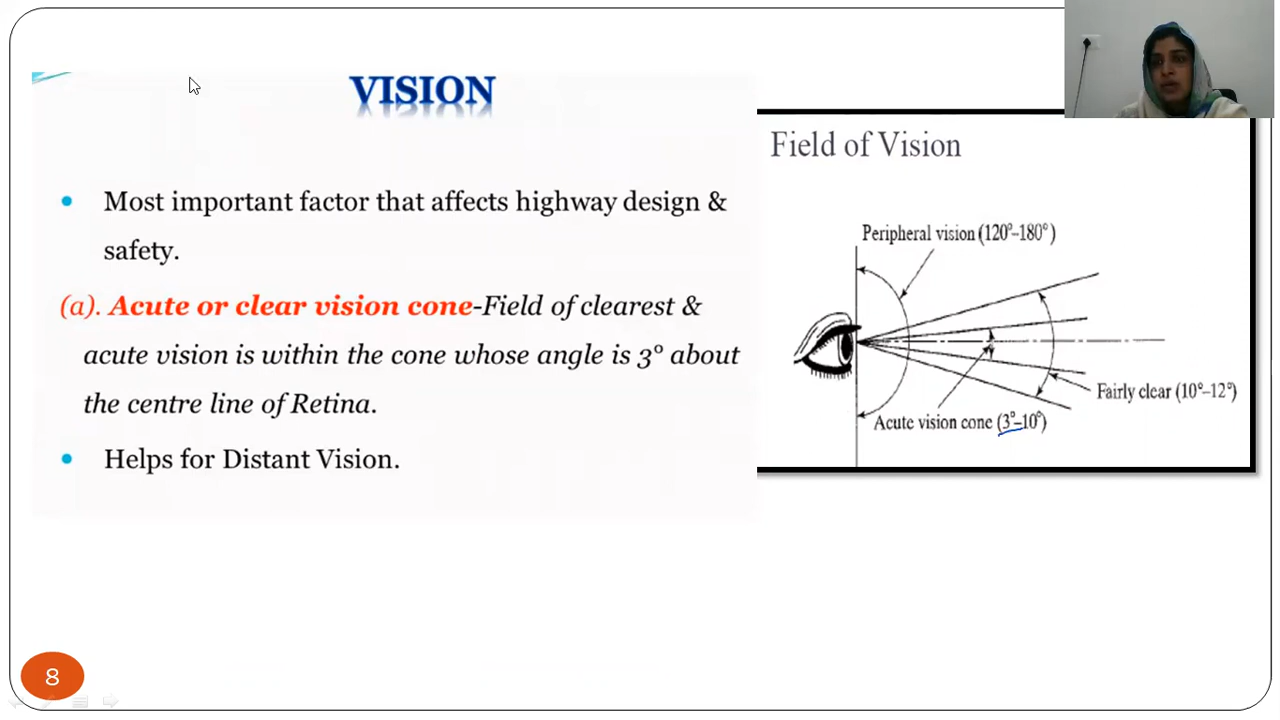 VISION
• Most important factor that affects highway design &
safety.
(a). Acute or clear vision cone-Field of clearest &
acute vision is within the cone whose angle is 3° about
the centre line of Retina.
• Helps for Distant Vision.
Field of Vision
Peripheral vision (120°–180°)
Fairly clear (10°–12°)
Acute vision cone (3°–10°)
8